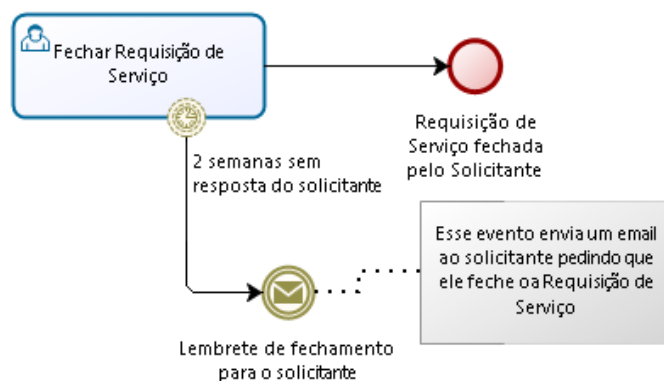 Fechar Requisição de
Serviço
Requisição de
Serviço fechada
pelo Solicitante
2 semanas sem
resposta do solicitante
Esse evento envia um email
ao solicitante pedindo que
ele feche oa Requisição de
Serviço
Lembrete de fechamento
para o solicitante